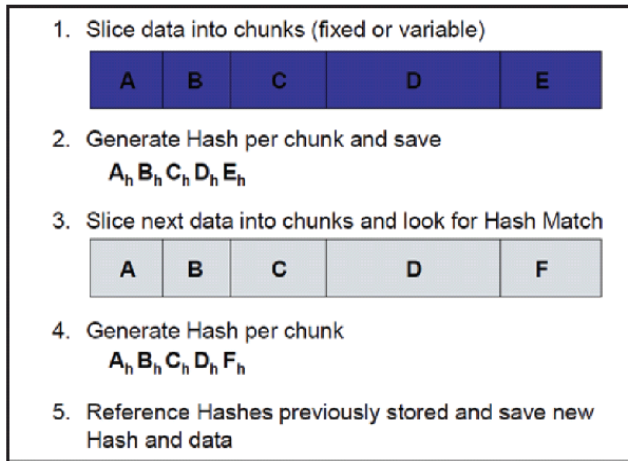 1. Slice data into chunks (fixed or variable)
A B C D E
2. Generate Hash per chunk and save
Aₕ Bₕ Cₕ Dₕ Eₕ
3. Slice next data into chunks and look for Hash Match
A B C D F
4. Generate Hash per chunk
Aₕ Bₕ Cₕ Dₕ Fₕ
5. Reference Hashes previously stored and save new
Hash and data